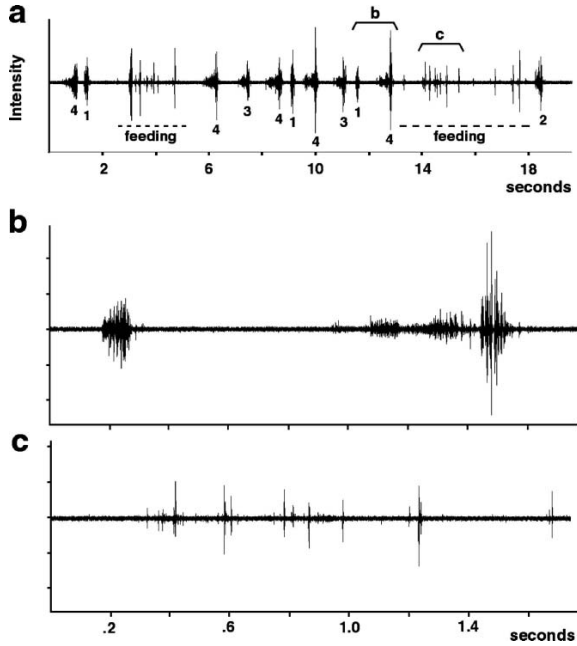 a
b
c
Intensity
4 1 feeding 4 3 4 1 4 3 1 4 feeding 2
2 6 10 14 18
seconds
b
c
.2 .6 1.0 1.4 seconds